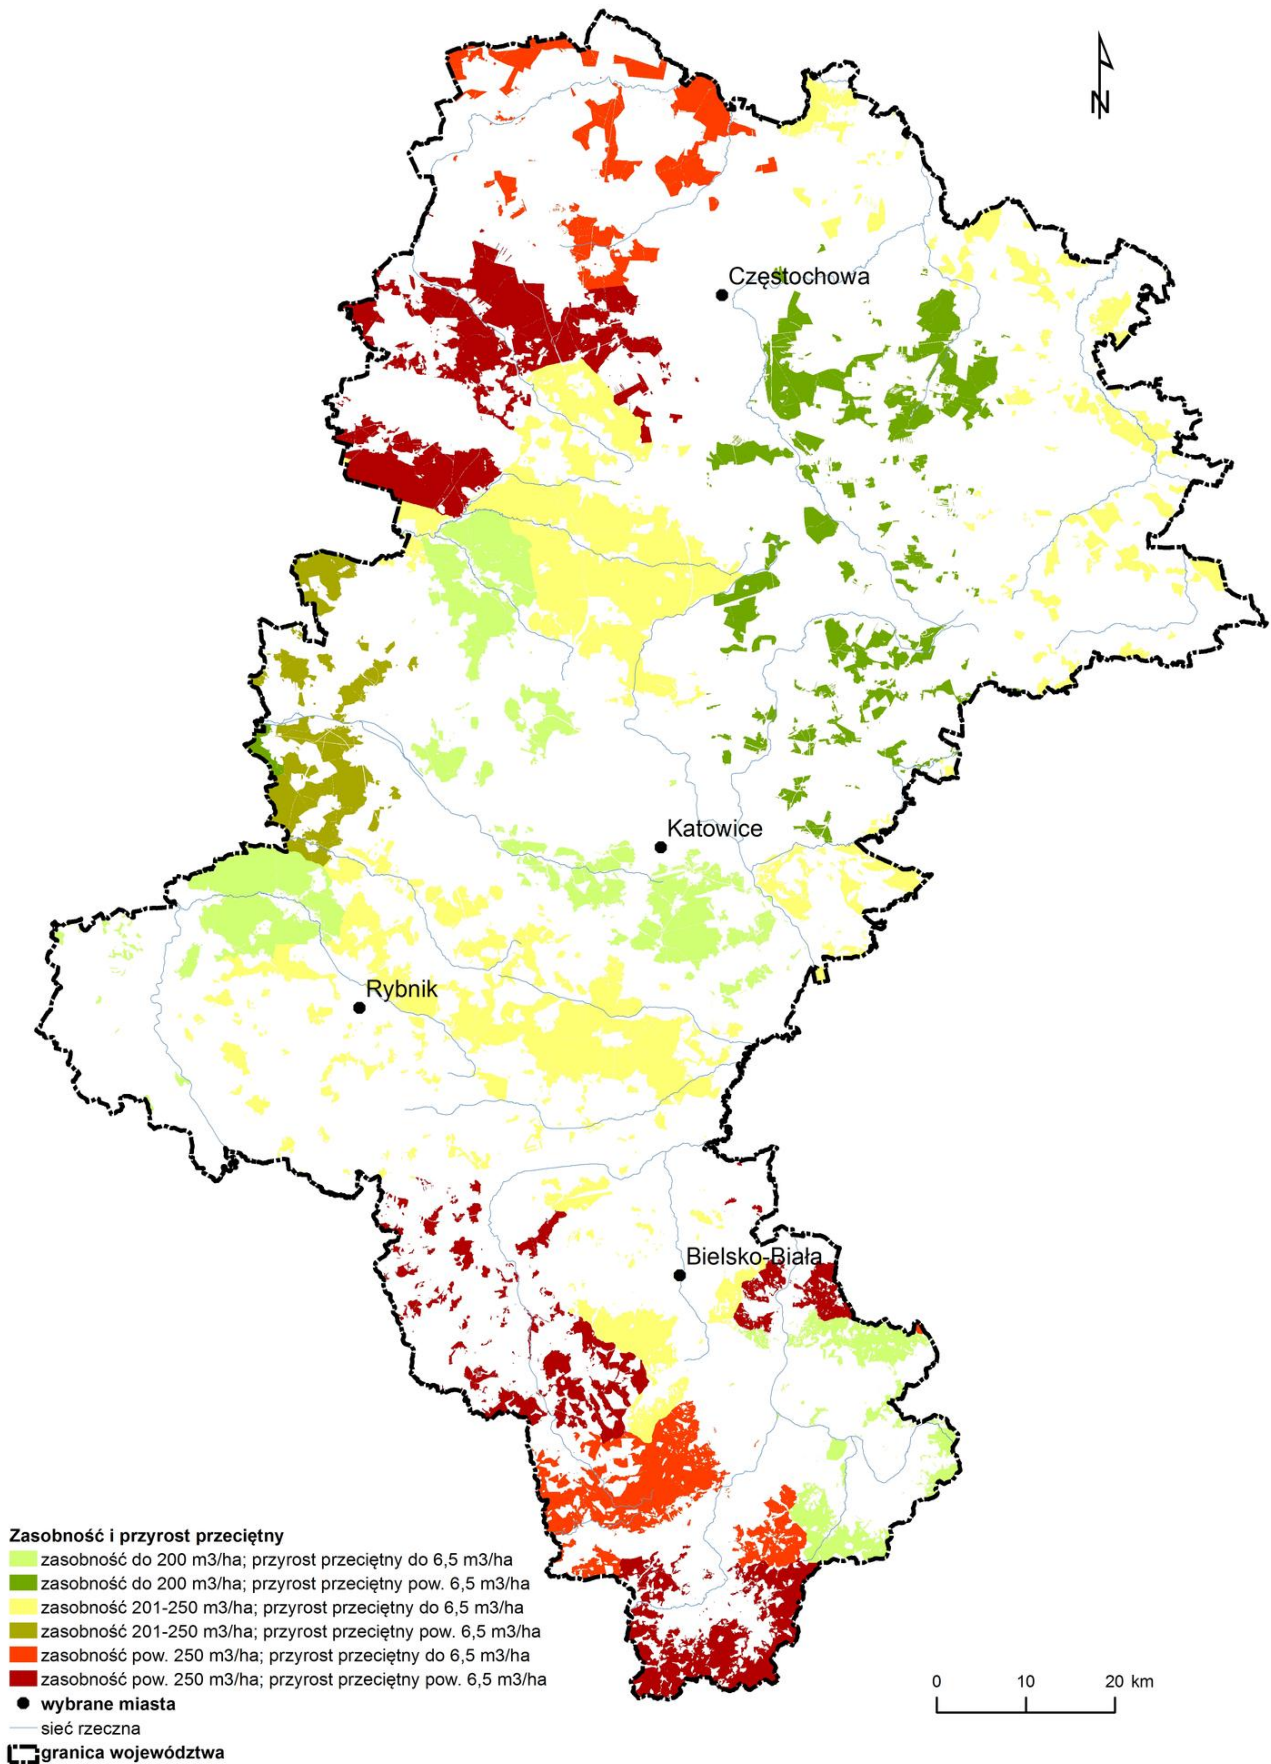 N
Częstochowa
Katowice
Rybnik
Bielsko-Biała
Zasobność i przyrost przeciętny
zasobność do 200 m3/ha; przyrost przeciętny do 6,5 m3/ha
zasobność do 200 m3/ha; przyrost przeciętny pow. 6,5 m3/ha
zasobność 201-250 m3/ha; przyrost przeciętny do 6,5 m3/ha
zasobność 201-250 m3/ha; przyrost przeciętny pow. 6,5 m3/ha
zasobność pow. 250 m3/ha; przyrost przeciętny do 6,5 m3/ha
zasobność pow. 250 m3/ha; przyrost przeciętny pow. 6,5 m3/ha
wybrane miasta
sieć rzeczna
granica województwa
0 10 20 km